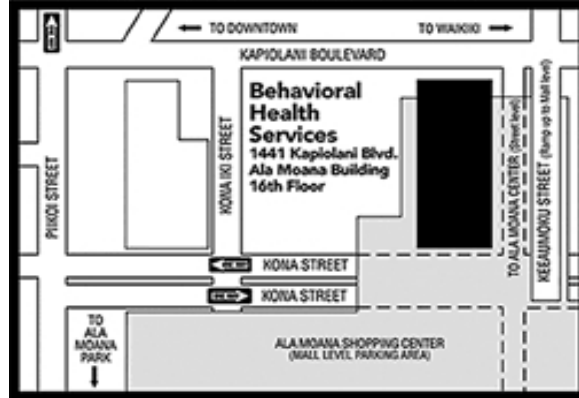 TO DOWNTOWN
TO WAIKIKI
KAPIOLANI BOULEVARD
Behavioral
Health
Services
1441 Kapiolani Blvd.
Ala Moana Building
16th Floor
PIIKOI STREET
KONA IKI STREET
TO ALA MOANA CENTER (Street level)
KEEAUMOKU STREET (Ramp up to Mall level)
KONA STREET
KONA STREET
TO
ALA
MOANA
PARK
ALA MOANA SHOPPING CENTER
(MALL LEVEL PARKING AREA)